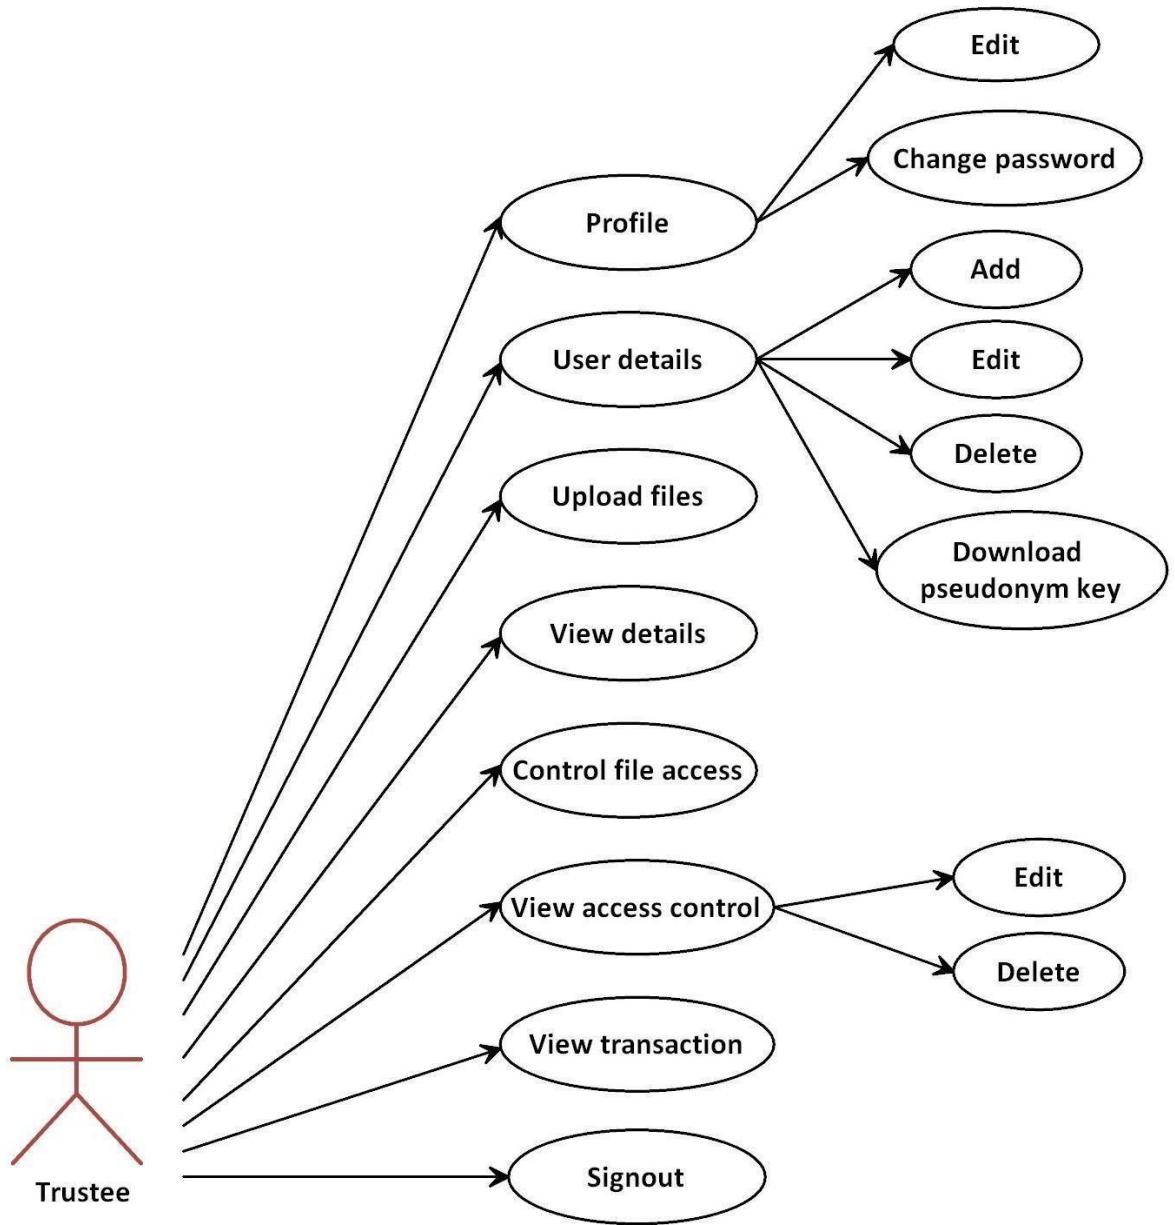 Edit
Change password
Profile
Add
User details
Edit
Delete
Upload files
Download
pseudonym key
View details
Control file access
Edit
View access control
Delete
View transaction
Signout
Trustee